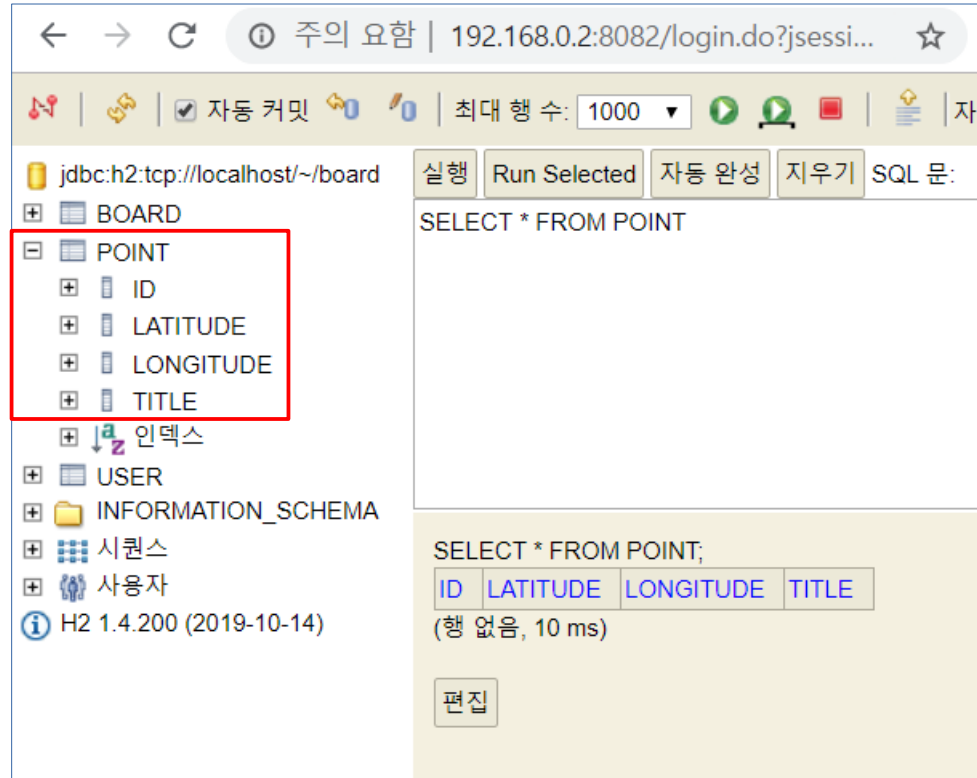 주의 요함 | 192.168.0.2:8082/login.do?jsessi...
자동 커밋 최대 행 수: 1000 자
jdbc:h2:tcp://localhost/~/board
BOARD
POINT
ID
LATITUDE
LONGITUDE
TITLE
인덱스
USER
INFORMATION_SCHEMA
시퀀스
사용자
H2 1.4.200 (2019-10-14)
실행 Run Selected 자동 완성 지우기 SQL 문:
SELECT * FROM POINT
SELECT * FROM POINT;
ID LATITUDE LONGITUDE TITLE
(행 없음, 10 ms)
편집